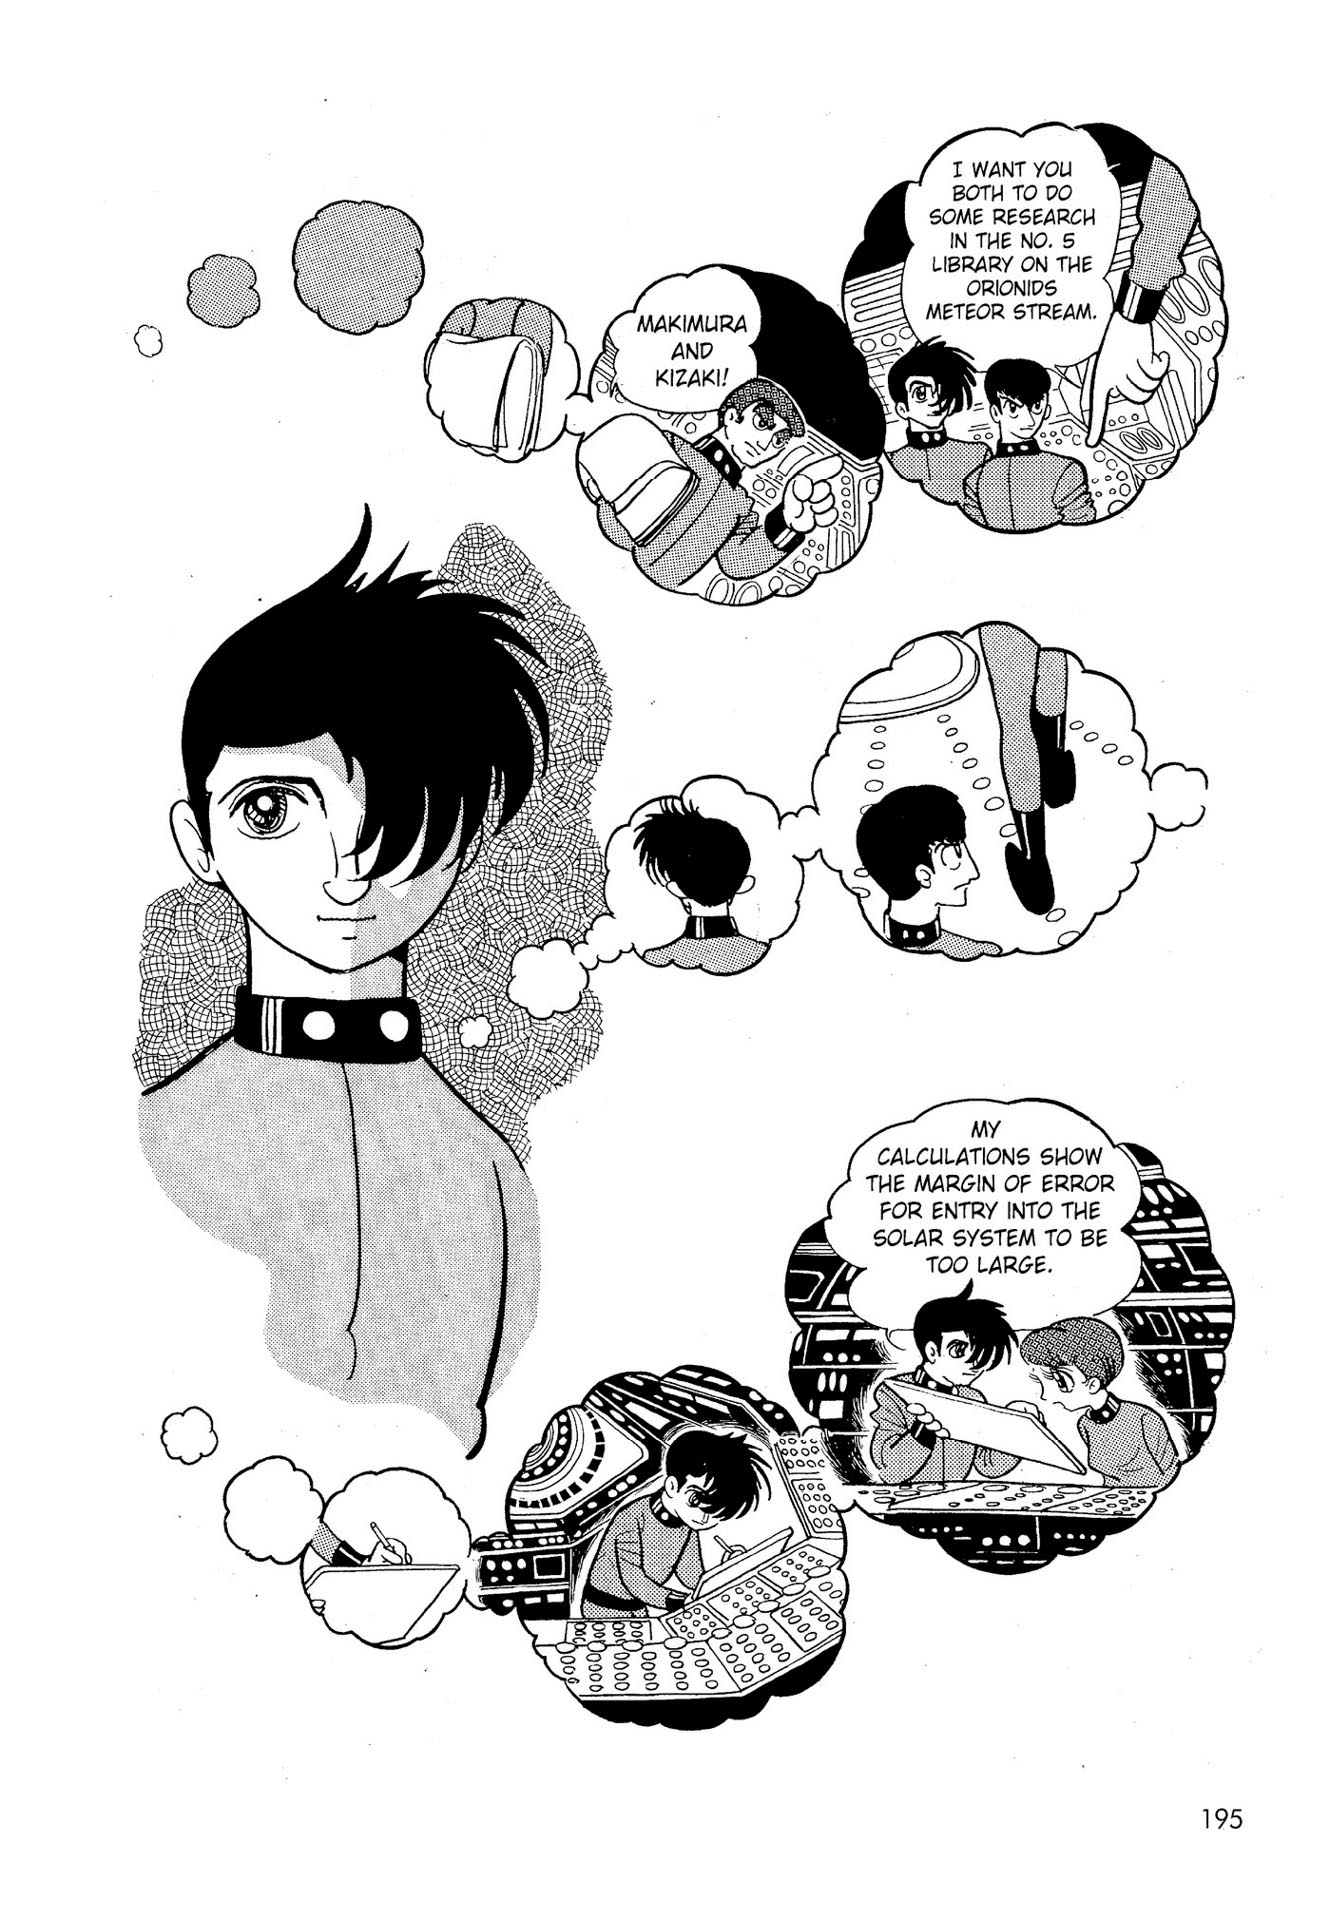 I WANT YOU
BOTH TO DO
SOME RESEARCH
IN THE NO. 5
LIBRARY ON THE
ORIONIDS
METEOR STREAM.
MAKIMURA
AND
KIZAKI!
MY
CALCULATIONS SHOW
THE MARGIN OF ERROR
FOR ENTRY INTO THE
SOLAR SYSTEM TO BE
TOO LARGE.
195